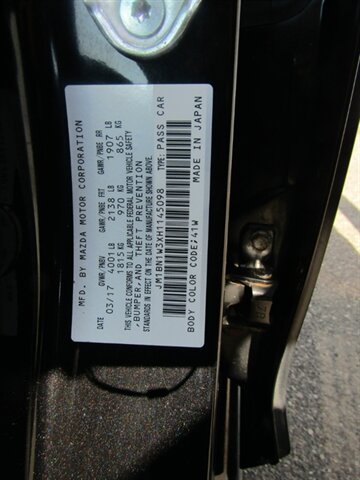 MFD. BY MAZDA MOTOR CORPORATION
DATE GVWR/PNBV GAWR/PNBE FRT GAWR/PNBE RR
03/17 4001 LB 2138 LB 1907 LB
1815 KG 970 KG 865 KG
THIS VEHICLE CONFORMS TO ALL APPLICABLE FEDERAL MOTOR VEHICLE SAFETY
,BUMPER,AND THEFT PREVENTION
STANDARDS IN EFFECT ON THE DATE OF MANUFACTURE SHOWN ABOVE.
JM1BN1W3XH1145098 TYPE:PASS CAR
BODY COLOR CODE;41W MADE IN JAPAN